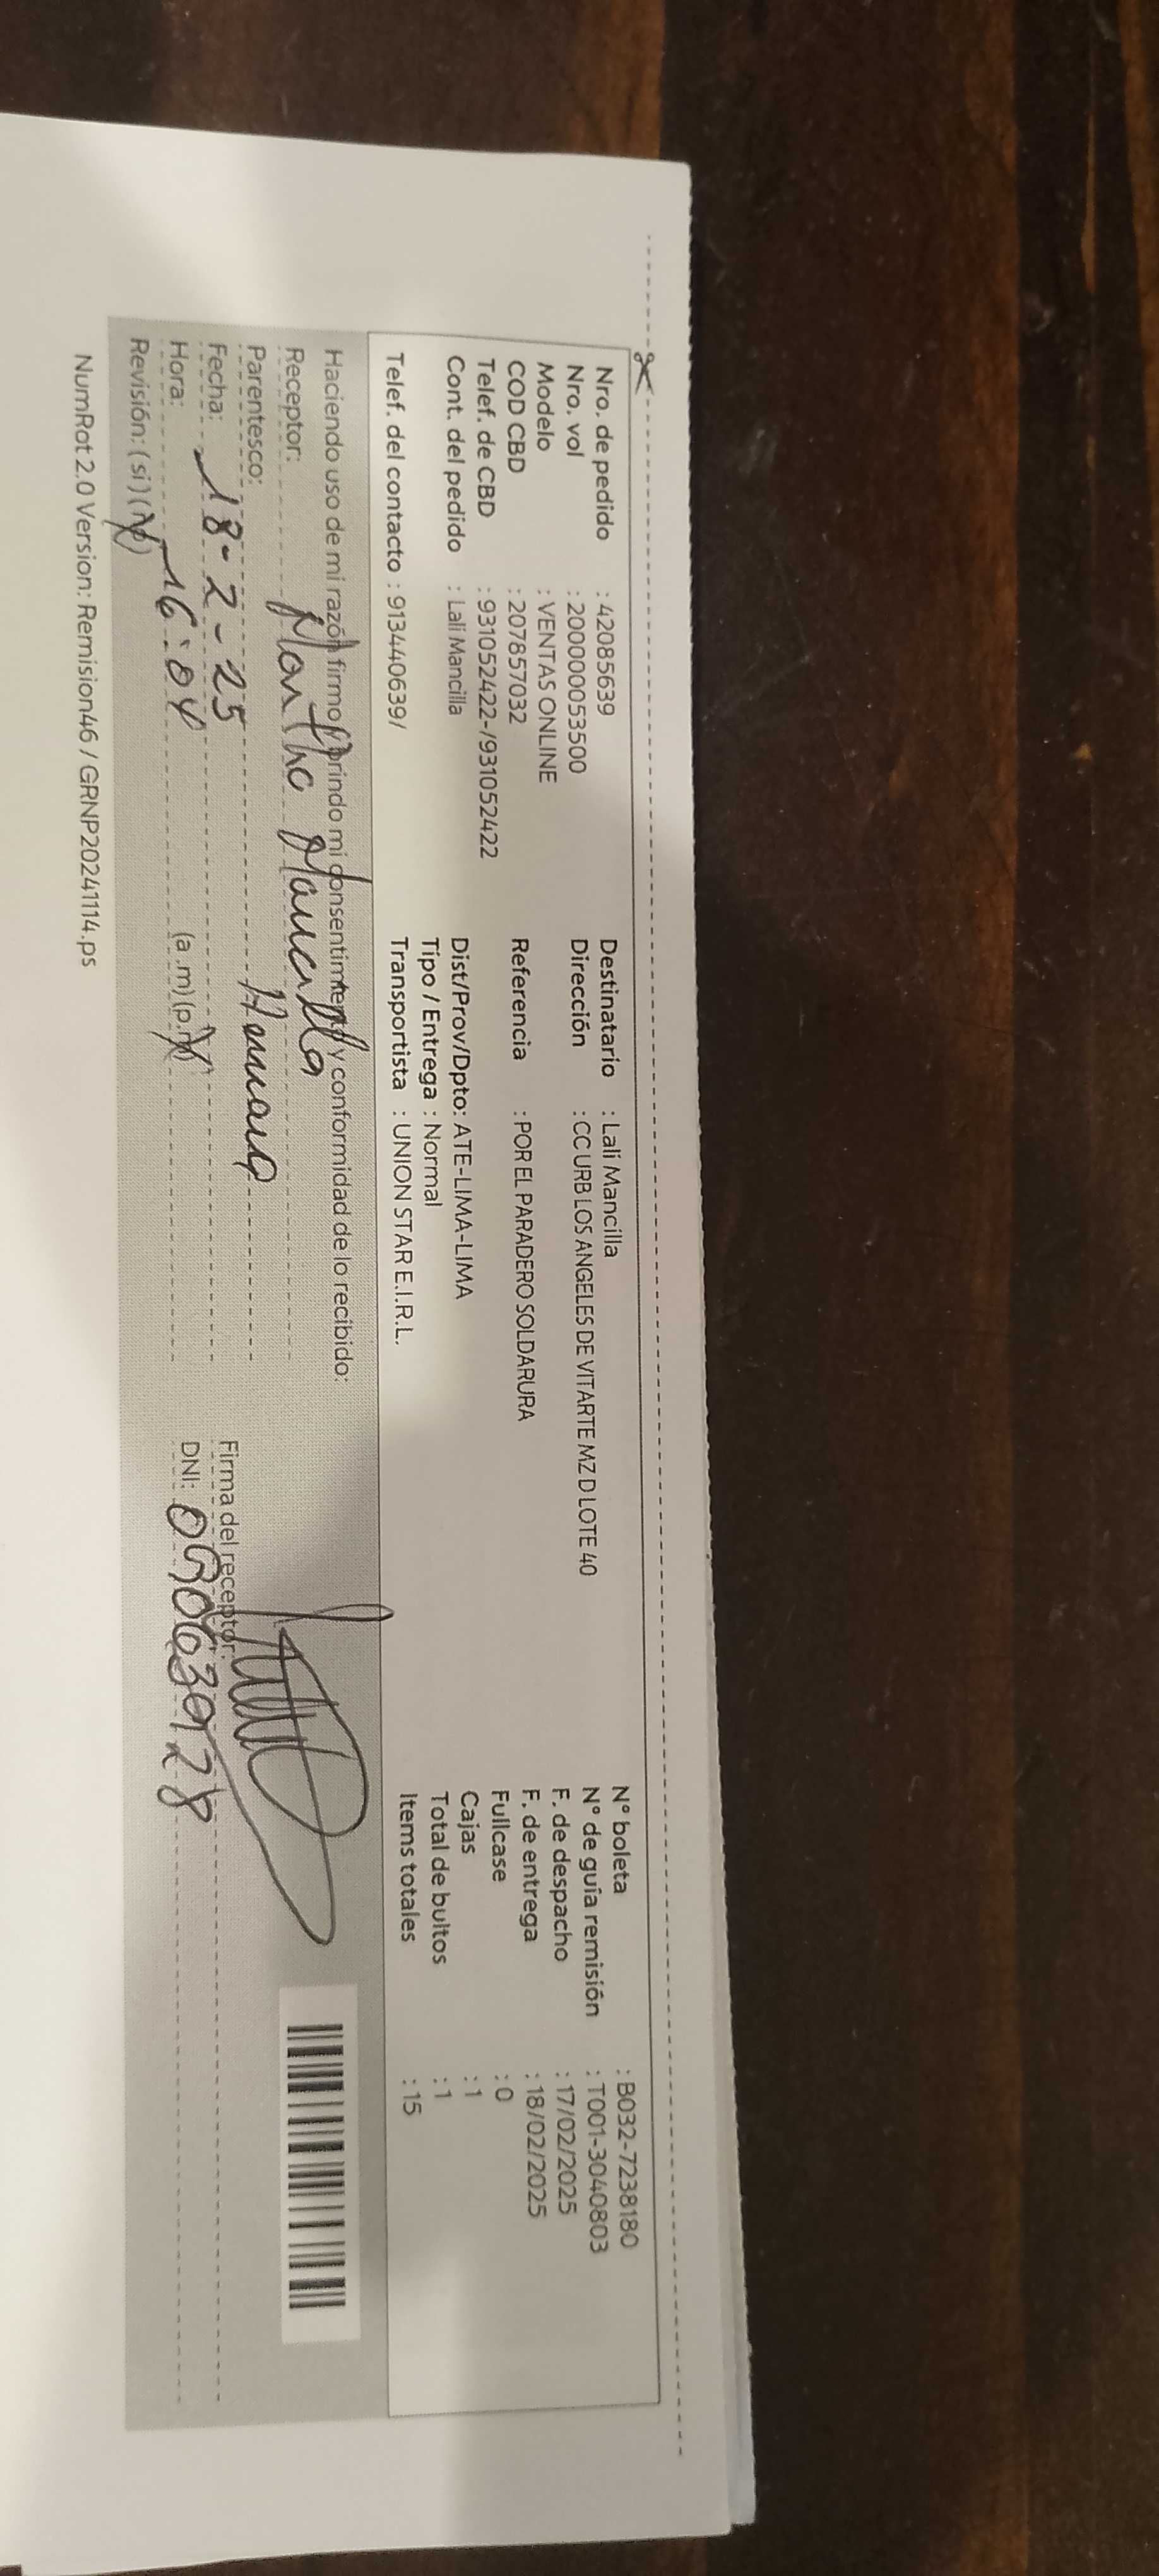 Nro. de pedido : 42085639
Nro. vol : 200000053500
Modelo : VENTAS ONLINE
COD CBD : 207857032
Telef. de CBD : 931052422-/931052422
Cont. del pedido : Lali Mancilla
Telef. del contacto : 913440639/
Destinatario : Lali Mancilla
Dirección : CC URB LOS ANGELES DE VITARTE MZ D LOTE 40
Referencia : POR EL PARADERO SOLDARURA
Dist/Prov/Dpto: ATE-LIMA-LIMA
Tipo / Entrega : Normal
Transportista : UNION STAR E.I.R.L.
N° boleta : B032-7238180
N° de guía remisión : T001-3040803
F. de despacho : 17/02/2025
F. de entrega : 18/02/2025
Fullcase : 0
Cajas : 1
Total de bultos : 1
Items totales : 15
Haciendo uso de mi razón firmo y brindo mi consentimiento y conformidad de lo recibido:
Receptor: Martha Mancilla
Parentesco: Hermana
Fecha: 18-2-25
Hora: 16:04 (a.m) (p.m)
Revisión: (si) (no)
Firma del receptor:
DNI:
NumRot 2.0 Version: Remision46 / GRNP20241114.ps